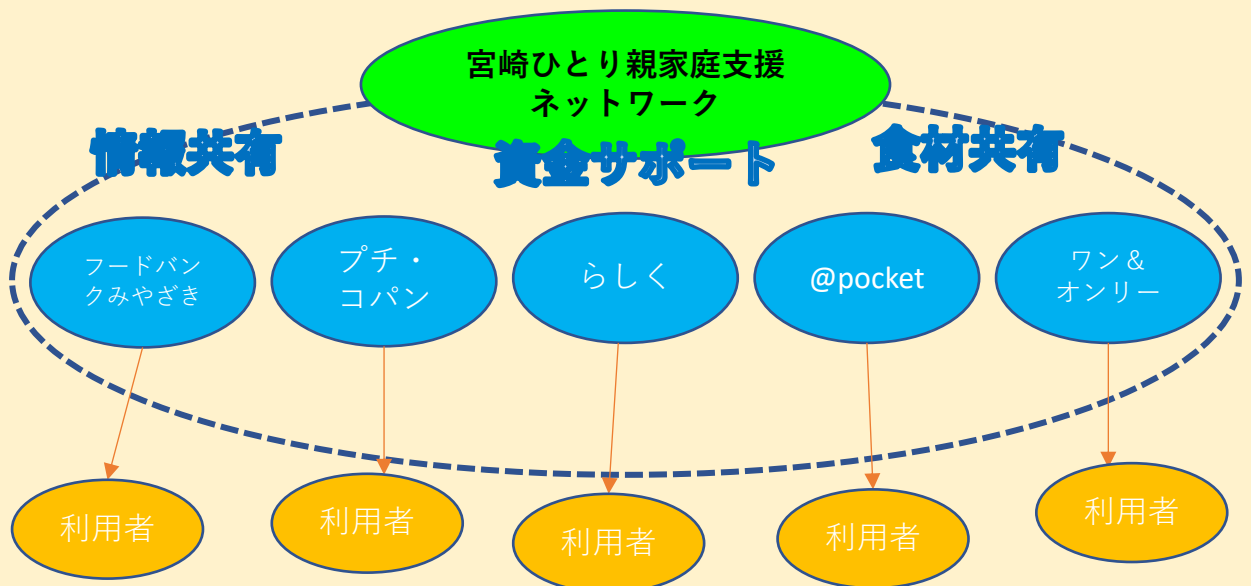 宮崎ひとり親家庭支援
ネットワーク
情報共有
資金サポート
食材共有
フードバン
クみやざき
プチ・
コパン
らしく
@pocket
ワン＆
オンリー
利用者
利用者
利用者
利用者
利用者